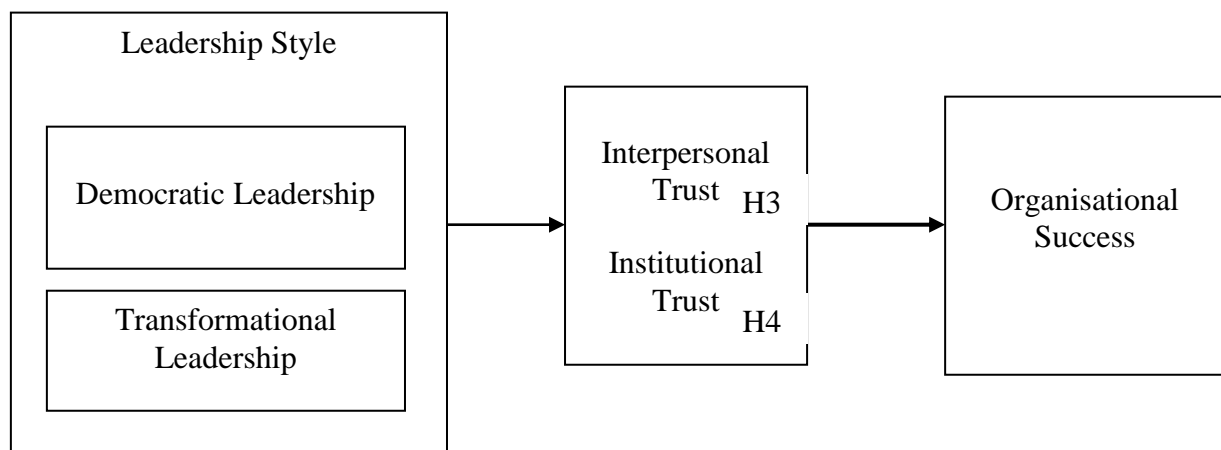 Leadership Style
Democratic Leadership
Transformational
Leadership
Interpersonal
Trust
H3
Institutional
Trust
H4
Organisational
Success